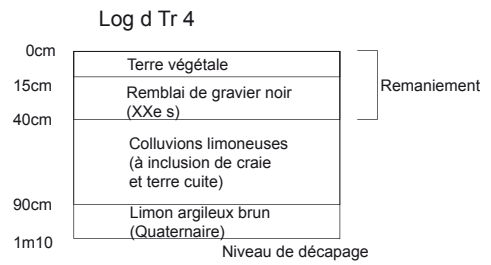 Log d Tr 4
0cm
Terre végétale
15cm
Remblai de gravier noir
(XXe s)
Remaniement
40cm
Colluvions limoneuses
(à inclusion de craie
et terre cuite)
90cm
Limon argileux brun
(Quaternaire)
1m10
Niveau de décapage